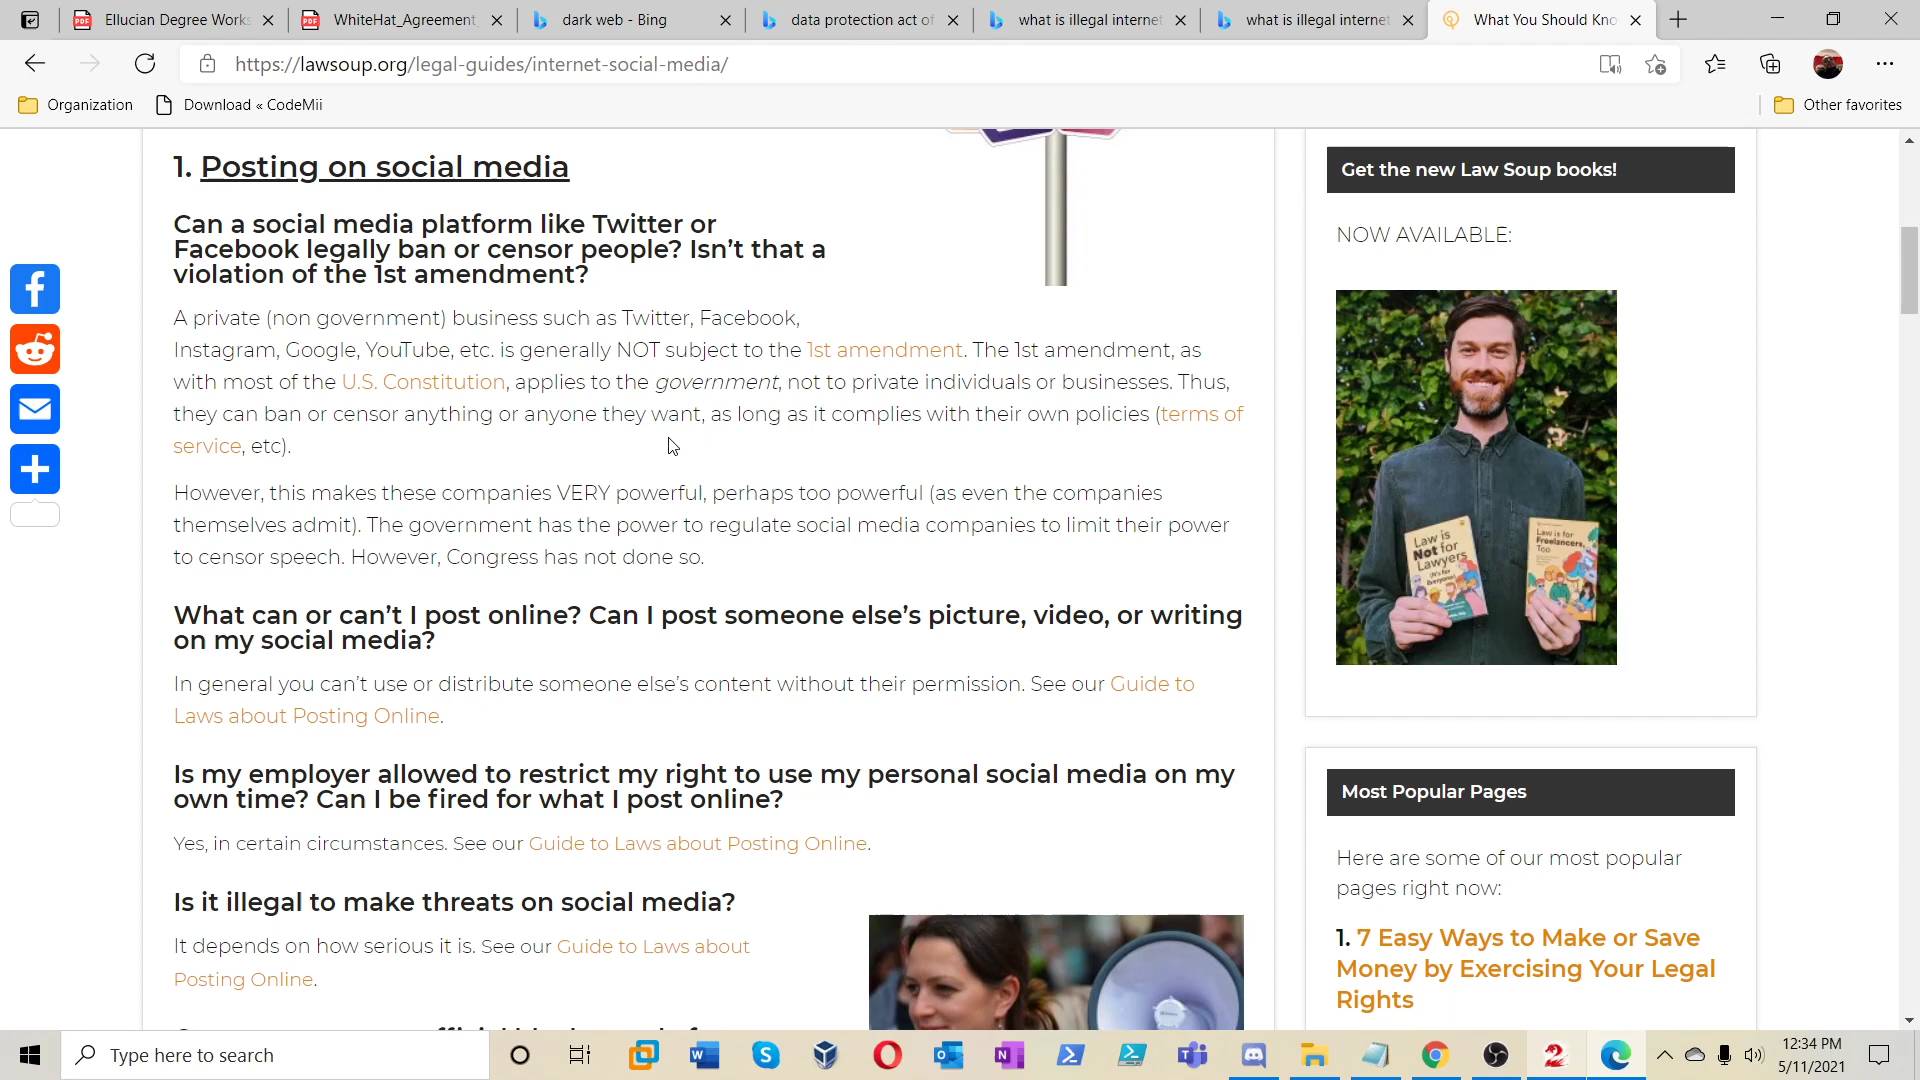 Ellucian Degree Works
WhiteHat_Agreement_
dark web - Bing
data protection act of
what is illegal internet
what is illegal internet
What You Should Kno
https://lawsoup.org/legal-guides/internet-social-media/
Organization
Download « CodeMii
Other favorites
1. Posting on social media
Can a social media platform like Twitter or
Facebook legally ban or censor people? Isn’t that a
violation of the 1st amendment?
A private (non government) business such as Twitter, Facebook,
Instagram, Google, YouTube, etc. is generally NOT subject to the 1st amendment. The 1st amendment, as
with most of the U.S. Constitution, applies to the government, not to private individuals or businesses. Thus,
they can ban or censor anything or anyone they want, as long as it complies with their own policies (terms of
service, etc).
However, this makes these companies VERY powerful, perhaps too powerful (as even the companies
themselves admit). The government has the power to regulate social media companies to limit their power
to censor speech. However, Congress has not done so.
What can or can’t I post online? Can I post someone else’s picture, video, or writing
on my social media?
In general you can’t use or distribute someone else’s content without their permission. See our Guide to
Laws about Posting Online.
Is my employer allowed to restrict my right to use my personal social media on my
own time? Can I be fired for what I post online?
Yes, in certain circumstances. See our Guide to Laws about Posting Online.
Is it illegal to make threats on social media?
It depends on how serious it is. See our Guide to Laws about
Posting Online.
Get the new Law Soup books!
NOW AVAILABLE:
Law is
Not for
Lawyers
(It's for
Everyone)
Law is for
Freelancers,
Too
Most Popular Pages
Here are some of our most popular
pages right now:
1. 7 Easy Ways to Make or Save
Money by Exercising Your Legal
Rights
Type here to search
12:34 PM
5/11/2021